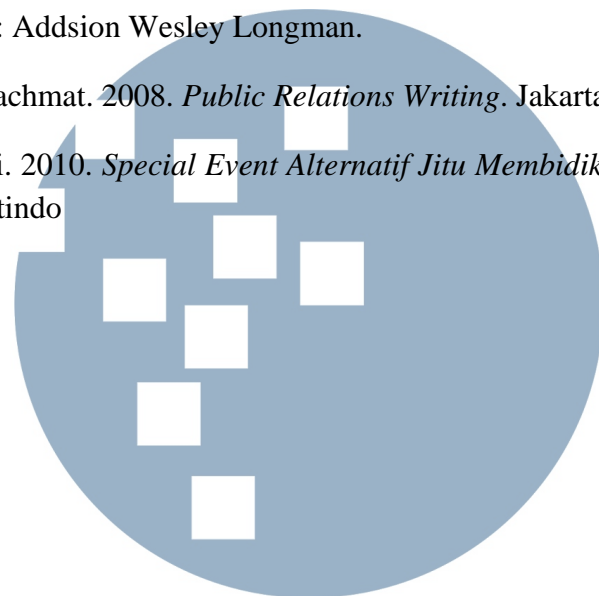 : Addsion Wesley Longman.
achmat. 2008. Public Relations Writing. Jakarta
i. 2010. Special Event Alternatif Jitu Membidik
tindo